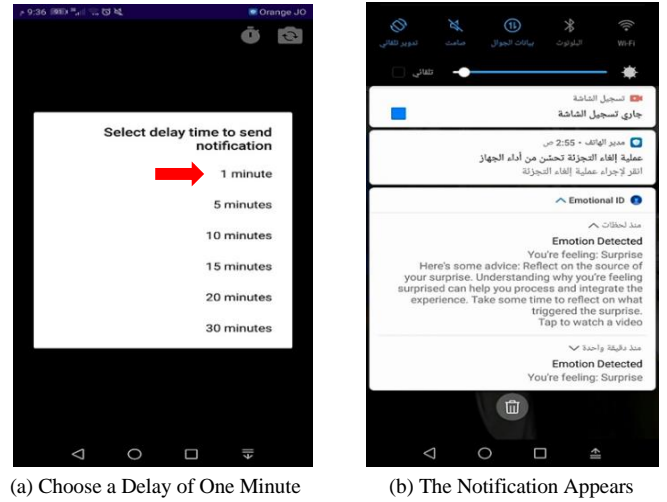 9:36 م
Orange JO
Select delay time to send
notification
1 minute
5 minutes
10 minutes
15 minutes
20 minutes
30 minutes
(a) Choose a Delay of One Minute
Wi-Fi
البلوتوث
بيانات الجوال
صامت
تدوير تلقائي
تلقائي
تسجيل الشاشة
جاري تسجيل الشاشة
مدير الهاتف • 2:55 ص
عملية إلغاء التجزئة تحسّن من أداء الجهاز
انقر لإجراء عملية إلغاء التجزئة
Emotional ID
منذ لحظات
Emotion Detected
You're feeling: Surprise
Here's some advice: Reflect on the source of
your surprise. Understanding why you're feeling
surprised can help you process and integrate the
experience. Take some time to reflect on what
triggered the surprise.
Tap to watch a video
منذ دقيقة واحدة
Emotion Detected
You're feeling: Surprise
(b) The Notification Appears